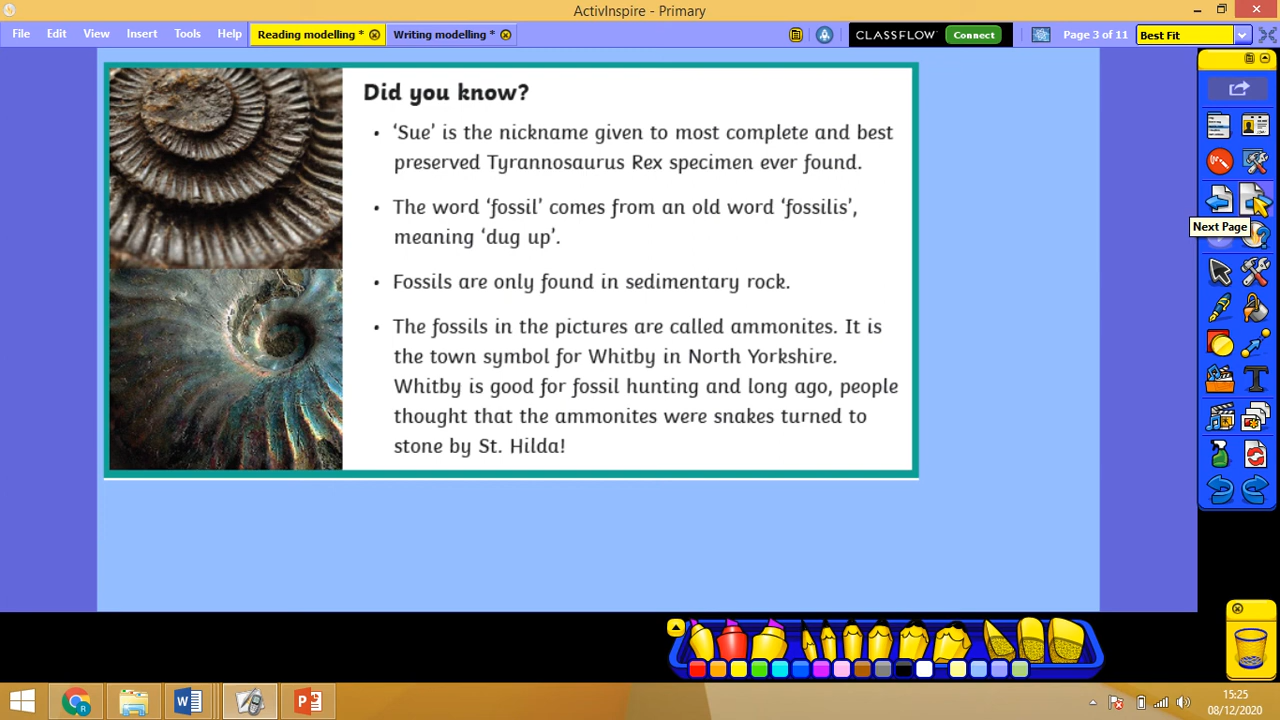 ActivInspire - Primary
File Edit View Insert Tools Help Reading modelling * Writing modelling * CLASSFLOW Connect Page 3 of 11 Best Fit
Did you know?
• ‘Sue’ is the nickname given to most complete and best
preserved Tyrannosaurus Rex specimen ever found.
• The word ‘fossil’ comes from an old word ‘fossilis’,
meaning ‘dug up’.
• Fossils are only found in sedimentary rock.
• The fossils in the pictures are called ammonites. It is
the town symbol for Whitby in North Yorkshire.
Whitby is good for fossil hunting and long ago, people
thought that the ammonites were snakes turned to
stone by St. Hilda!
Next Page
15:25
08/12/2020